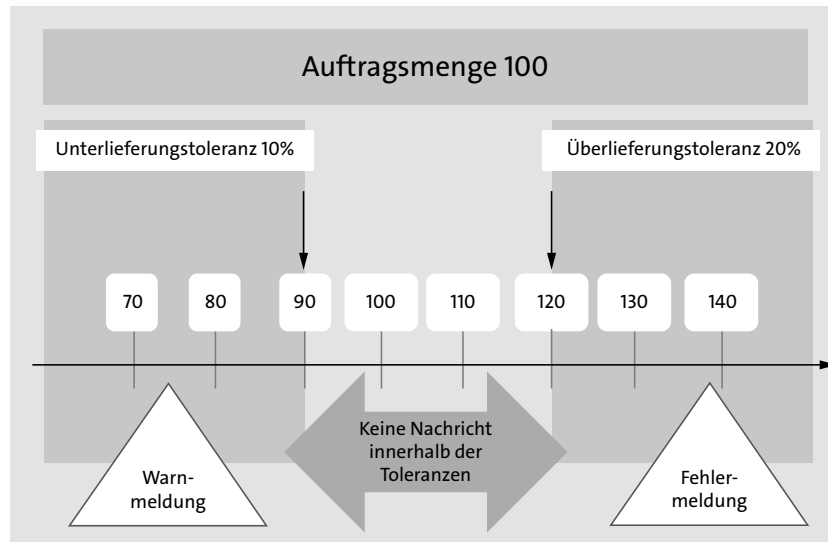 Auftragsmenge 100
Unterlieferungstoleranz 10%
Überlieferungstoleranz 20%
70
80
90
100
110
120
130
140
Keine Nachricht
innerhalb der
Toleranzen
Warn-
meldung
Fehler-
meldung